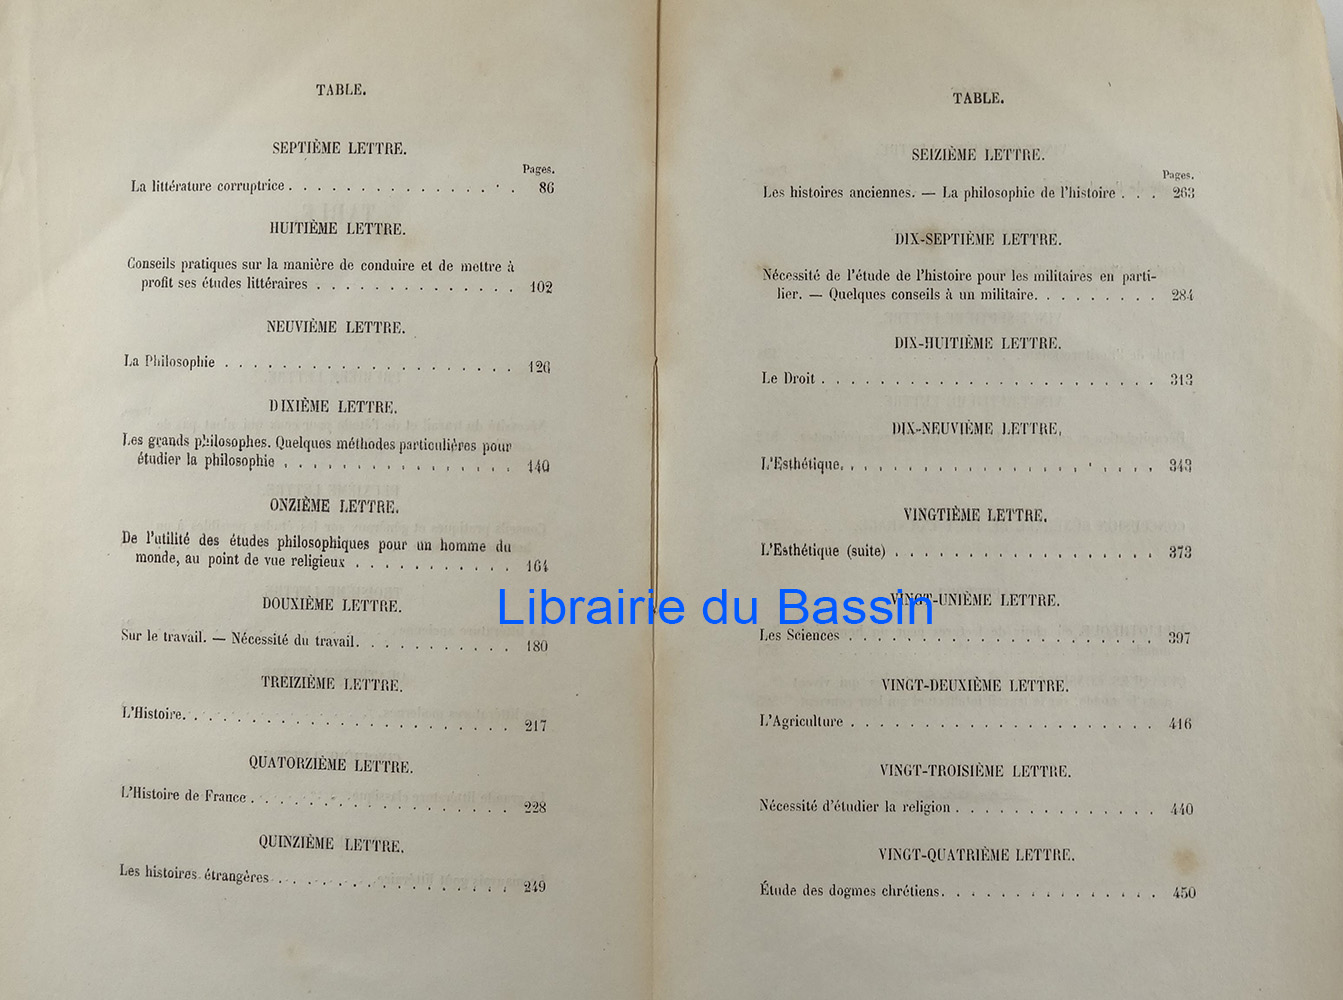 TABLE.
SEPTIÈME LETTRE.
Pages.
La littérature corruptrice . . . . . . . . . . . . . . . 86
HUITIÈME LETTRE.
Conseils pratiques sur la manière de conduire et de mettre à
profit ses études littéraires . . . . . . . . . . . . . . 102
NEUVIÈME LETTRE.
La Philosophie . . . . . . . . . . . . . . . . . . . . 126
DIXIÈME LETTRE.
Les grands philosophes. Quelques méthodes particulières pour
étudier la philosophie . . . . . . . . . . . . . . . . 140
ONZIÈME LETTRE.
De l'utilité des études philosophiques pour un homme du
monde, au point de vue religieux . . . . . . . . . . . 164
DOUXIÈME LETTRE.
Sur le travail. — Nécessité du travail. . . . . . . . . . . 180
TREIZIÈME LETTRE.
L'Histoire. . . . . . . . . . . . . . . . . . . . . . . 217
QUATORZIÈME LETTRE.
L'Histoire de France . . . . . . . . . . . . . . . . . . 228
QUINZIÈME LETTRE.
Les histoires étrangères . . . . . . . . . . . . . . . . . 249
TABLE.
SEIZIÈME LETTRE.
Pages.
Les histoires anciennes. — La philosophie de l'histoire . . . 263
DIX-SEPTIÈME LETTRE.
Nécessité de l'étude de l'histoire pour les militaires en parti-
lier. — Quelques conseils à un militaire. . . . . . . . . 284
DIX-HUITIÈME LETTRE.
Le Droit . . . . . . . . . . . . . . . . . . . . . . . . 313
DIX-NEUVIÈME LETTRE.
L'Esthétique. . . . . . . . . . . . . . . . . . . . . . 343
VINGTIÈME LETTRE.
L'Esthétique (suite) . . . . . . . . . . . . . . . . . . 373
VINGT-UNIÈME LETTRE.
Les Sciences . . . . . . . . . . . . . . . . . . . . . . 397
VINGT-DEUXIÈME LETTRE.
L'Agriculture . . . . . . . . . . . . . . . . . . . . . . 416
VINGT-TROISIÈME LETTRE.
Nécessité d'étudier la religion . . . . . . . . . . . . . . 440
VINGT-QUATRIÈME LETTRE.
Étude des dogmes chrétiens. . . . . . . . . . . . . . . 450
Librairie du Bassin